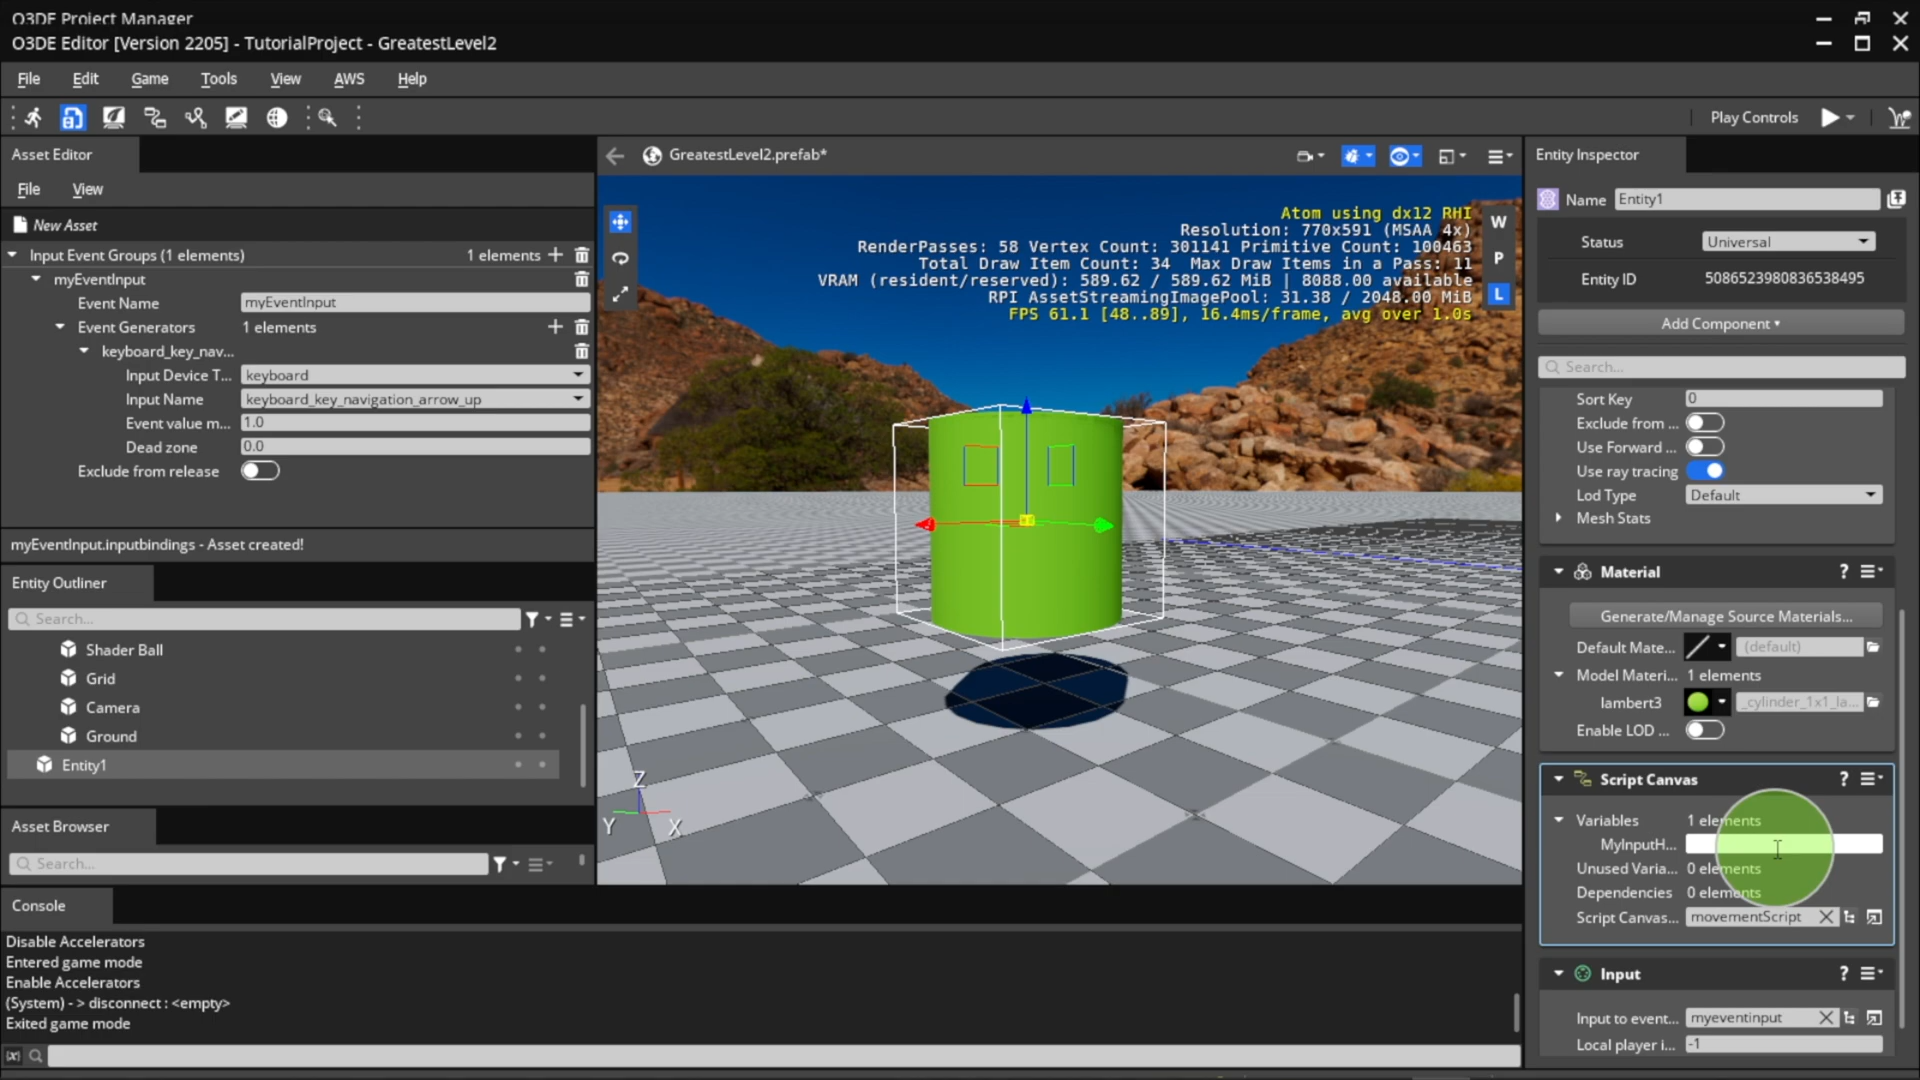 O3DE Project Manager
O3DE Editor [Version 2205] - TutorialProject - GreatestLevel2
File Edit Game Tools View AWS Help
Play Controls
Asset Editor
File View
New Asset
Input Event Groups (1 elements) 1 elements
myEventInput
Event Name myEventInput
Event Generators 1 elements
keyboard_key_nav...
Input Device T... keyboard
Input Name keyboard_key_navigation_arrow_up
Event value m... 1.0
Dead zone 0.0
Exclude from release
myEventInput.inputbindings - Asset created!
Entity Outliner
Search...
Shader Ball
Grid
Camera
Ground
Entity1
Asset Browser
Search...
Console
Disable Accelerators
Entered game mode
Enable Accelerators
(System) - > disconnect : <empty>
Exited game mode
GreatestLevel2.prefab*
Atom using dx12 RHI
Resolution: 770x591 (MSAA 4x)
RenderPasses: 58 Vertex Count: 301141 Primitive Count: 100463
Total Draw Item Count: 34 Max Draw Items in a Pass: 11
VRAM (resident/reserved): 589.62 / 589.62 MiB | 8088.00 available
RPI AssetStreamingImagePool: 31.38 / 2048.00 MiB
FPS 61.1 [48..89], 16.4ms/frame, avg over 1.0s
W
P
L
Z
Y X
Entity Inspector
Name Entity1
Status Universal
Entity ID 5086523980836538495
Add Component
Search...
Sort Key 0
Exclude from ...
Use Forward ...
Use ray tracing
Lod Type Default
Mesh Stats
Material ?
Generate/Manage Source Materials...
Default Mate... (default)
Model Materi... 1 elements
lambert3 _cylinder_1x1_la...
Enable LOD ...
Script Canvas ?
Variables 1 elements
MyInputH...
Unused Varia... 0 elements
Dependencies 0 elements
Script Canvas... movementScript
Input ?
Input to event... myeventinput
Local player i... -1